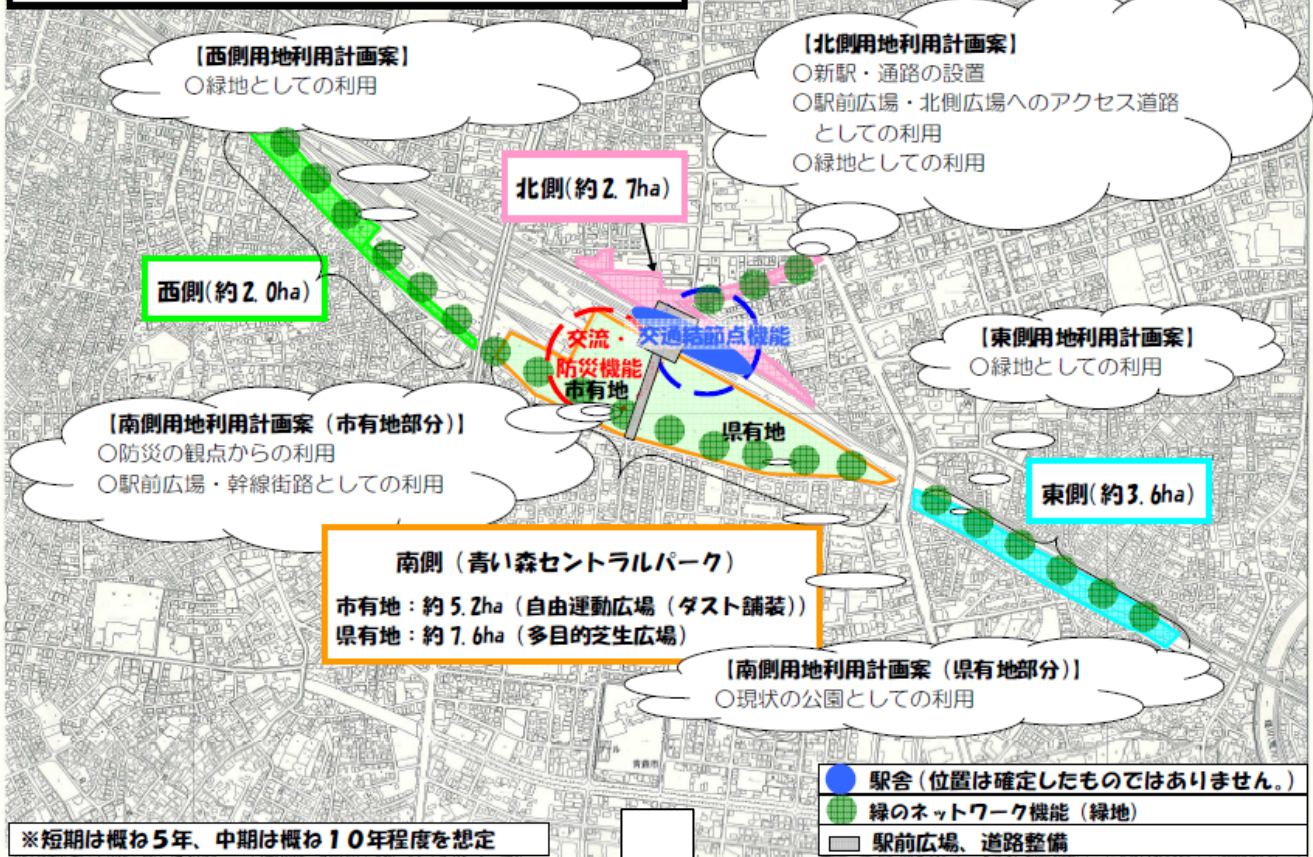 【西側用地利用計画案】
○緑地としての利用
【北側用地利用計画案】
○新駅・通路の設置
○駅前広場・北側広場へのアクセス道路
としての利用
○緑地としての利用
北側(約2.7ha)
西側(約2.0ha)
交流・
防災機能
交通結節点機能
市有地
県有地
【東側用地利用計画案】
○緑地としての利用
【南側用地利用計画案（市有地部分）】
○防災の観点からの利用
○駅前広場・幹線街路としての利用
東側(約3.6ha)
南側（青い森セントラルパーク）
市有地：約5.2ha（自由運動広場（ダスト舗装））
県有地：約7.6ha（多目的芝生広場）
【南側用地利用計画案（県有地部分）】
○現状の公園としての利用
駅舎（位置は確定したものではありません。）
緑のネットワーク機能（緑地）
駅前広場、道路整備
※短期は概ね5年、中期は概ね10年程度を想定